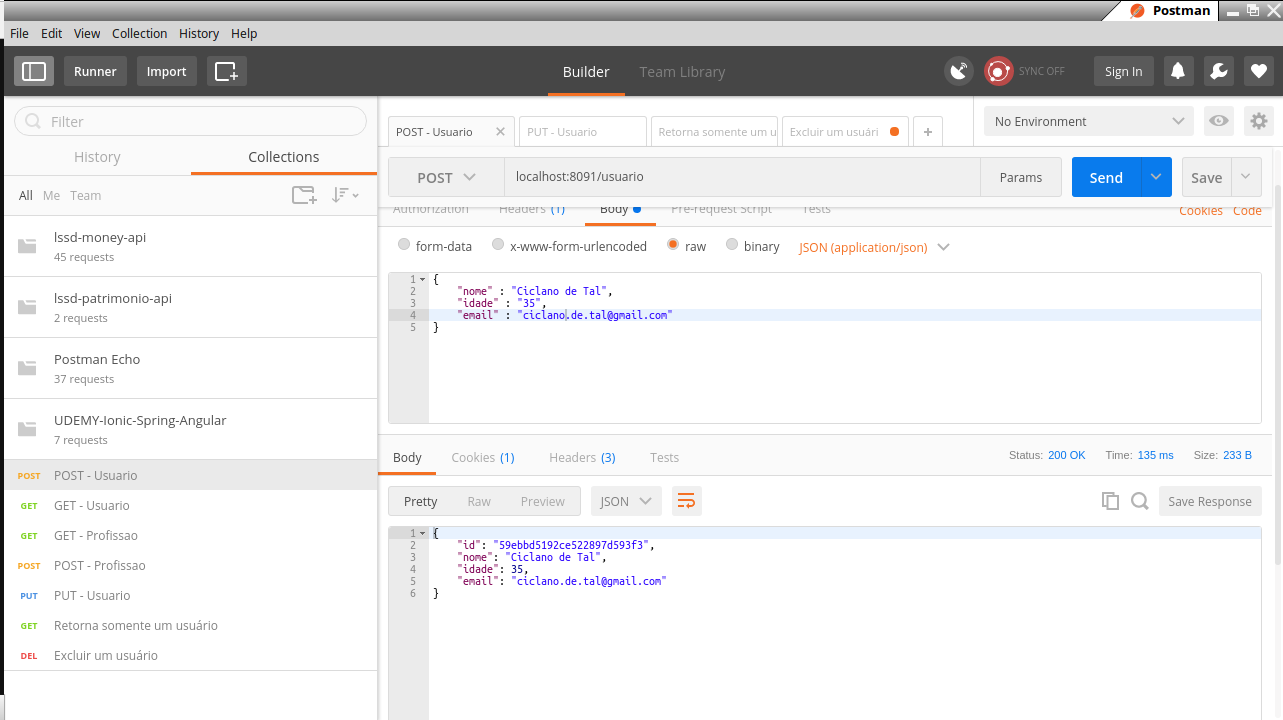 Postman
File Edit View Collection History Help
Runner Import Builder Team Library SYNC OFF Sign In
Filter
History Collections
All Me Team
lssd-money-api
45 requests
lssd-patrimonio-api
2 requests
Postman Echo
37 requests
UDEMY-Ionic-Spring-Angular
7 requests
POST POST - Usuario
GET GET - Usuario
GET GET - Profissao
POST POST - Profissao
PUT PUT - Usuario
GET Retorna somente um usuário
DEL Excluir um usuário
POST - Usuario PUT - Usuario Retorna somente um u Excluir um usuári
No Environment
POST localhost:8091/usuario Params Send Save
Authorization Headers (1) Body Pre-request Script Tests Cookies Code
form-data x-www-form-urlencoded raw binary JSON (application/json)
1 {
2 "nome" : "Ciclano de Tal",
3 "idade" : "35",
4 "email" : "ciclano.de.tal@gmail.com"
5 }
Body Cookies (1) Headers (3) Tests Status: 200 OK Time: 135 ms Size: 233 B
Pretty Raw Preview JSON Save Response
1 {
2 "id": "59ebbd5192ce522897d593f3",
3 "nome": "Ciclano de Tal",
4 "idade": 35,
5 "email": "ciclano.de.tal@gmail.com"
6 }